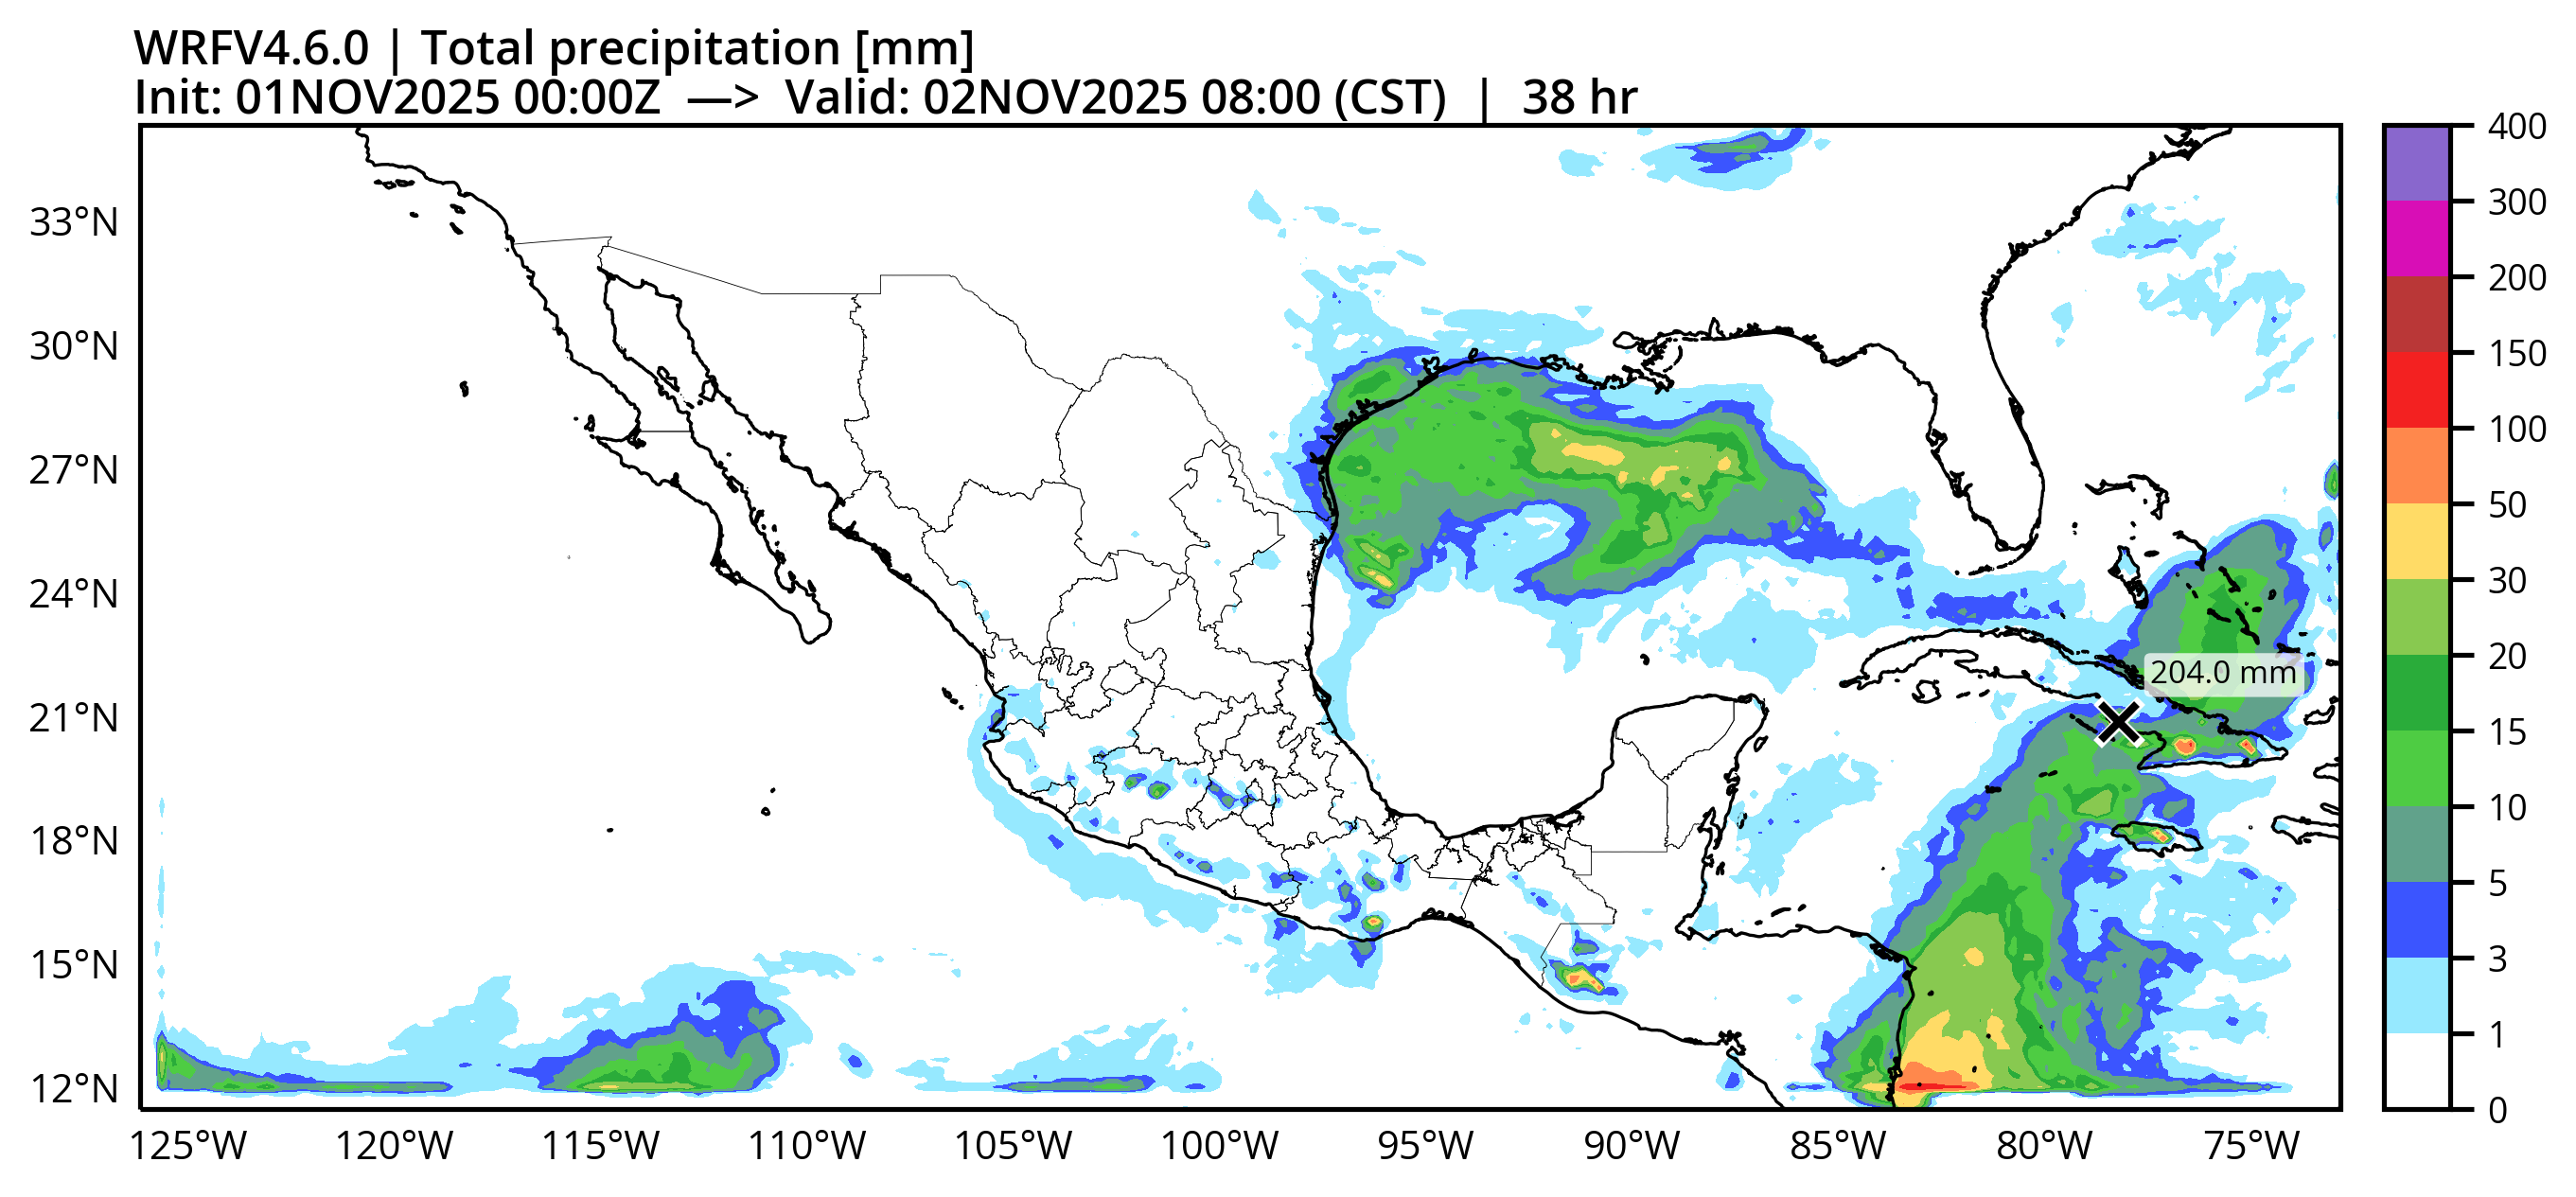 WRFV4.6.0 | Total precipitation [mm]
Init: 01NOV2025 00:00Z —> Valid: 02NOV2025 08:00 (CST) | 38 hr
33°N
30°N
27°N
24°N
21°N
18°N
15°N
12°N
125°W 120°W 115°W 110°W 105°W 100°W 95°W 90°W 85°W 80°W 75°W
204.0 mm
400
300
200
150
100
50
30
20
15
10
5
3
1
0